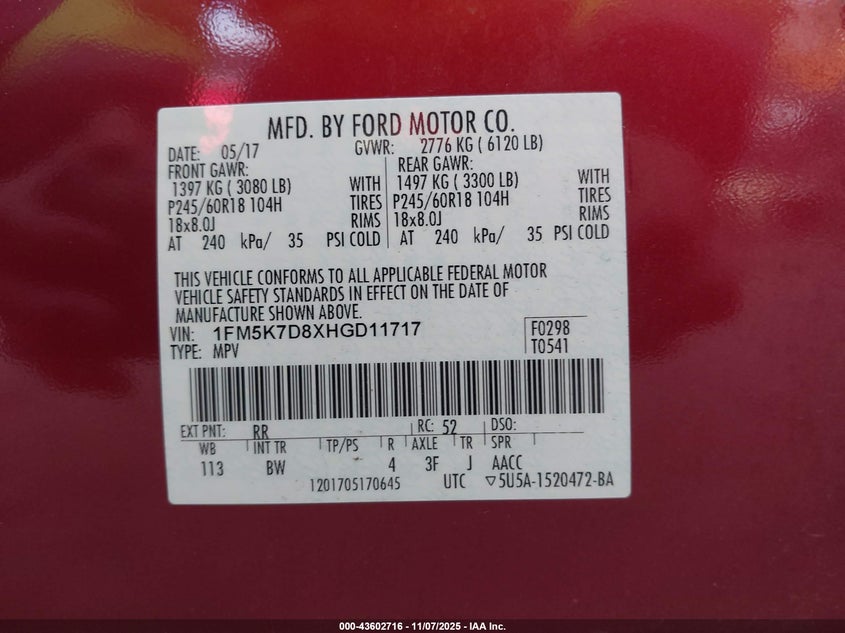 MFD. BY FORD MOTOR CO.
DATE: 05/17 GVWR: 2776 KG ( 6120 LB)
FRONT GAWR: REAR GAWR:
1397 KG ( 3080 LB) WITH 1497 KG ( 3300 LB) WITH
P245/60R18 104H TIRES P245/60R18 104H TIRES
18x8.0J RIMS 18x8.0J RIMS
AT 240 kPa/ 35 PSI COLD AT 240 kPa/ 35 PSI COLD
THIS VEHICLE CONFORMS TO ALL APPLICABLE FEDERAL MOTOR
VEHICLE SAFETY STANDARDS IN EFFECT ON THE DATE OF
MANUFACTURE SHOWN ABOVE.
VIN: 1FM5K7D8XHGD11717 F0298
TYPE: MPV T0541
EXT PNT: RR RC: 52 DSO:
WB INT TR TP/PS R AXLE TR SPR
113 BW 4 3F J AACC
1201705170645 UTC ▽5U5A-1520472-BA
000-43602716 - 11/07/2025 - IAA Inc.